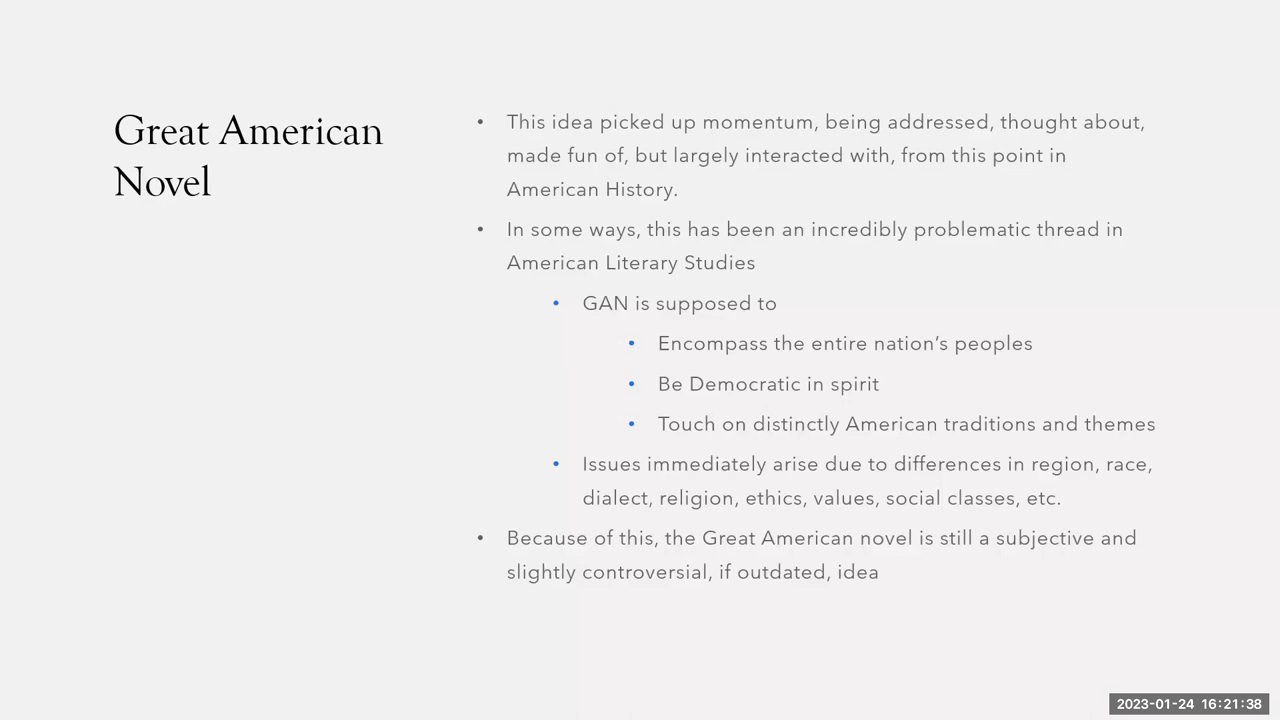 Great American
Novel
• This idea picked up momentum, being addressed, thought about,
made fun of, but largely interacted with, from this point in
American History.
• In some ways, this has been an incredibly problematic thread in
American Literary Studies
• GAN is supposed to
• Encompass the entire nation’s peoples
• Be Democratic in spirit
• Touch on distinctly American traditions and themes
• Issues immediately arise due to differences in region, race,
dialect, religion, ethics, values, social classes, etc.
• Because of this, the Great American novel is still a subjective and
slightly controversial, if outdated, idea
2023-01-24 16:21:38